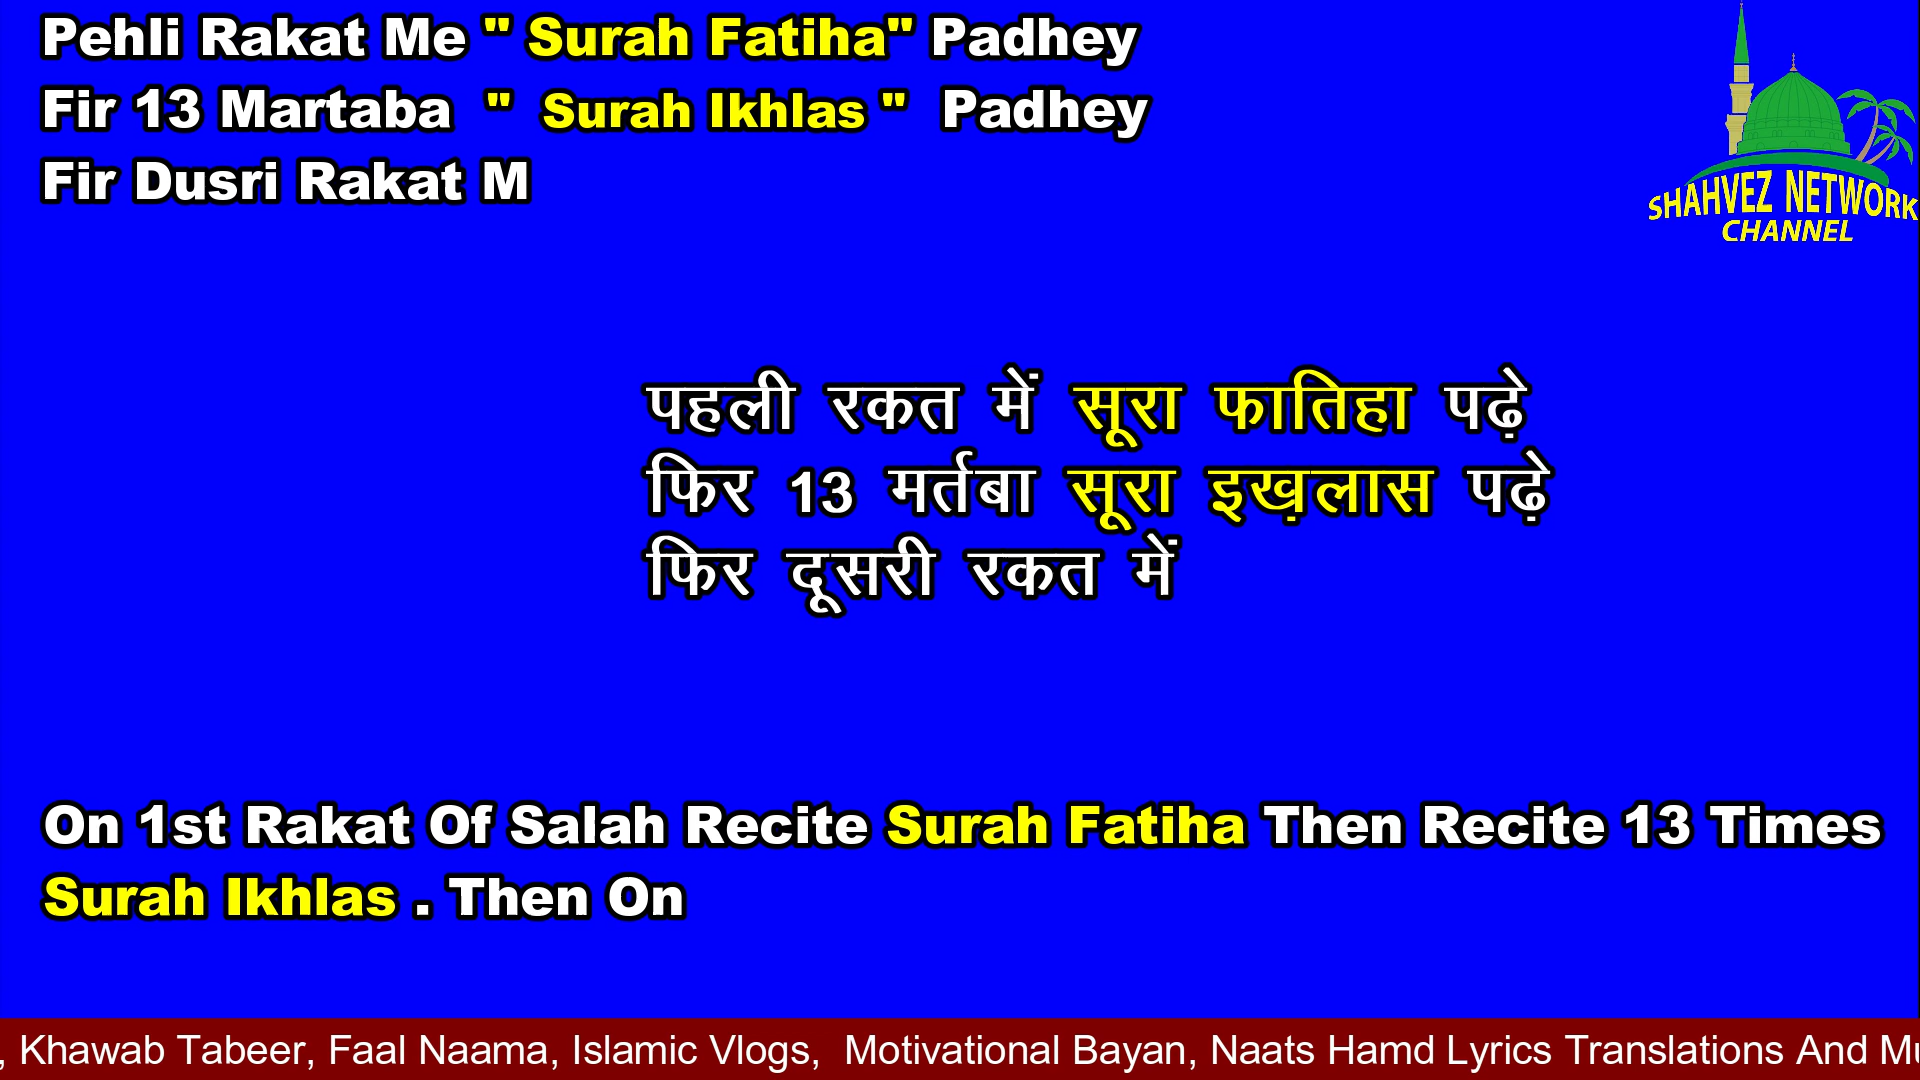 Pehli Rakat Me " Surah Fatiha" Padhey
Fir 13 Martaba " Surah Ikhlas " Padhey
Fir Dusri Rakat M
SHAHVEZ NETWORK
CHANNEL
पहली रकत में सूरा फातिहा पढ़े
फिर 13 मर्तबा सूरा इख़लास पढ़े
फिर दूसरी रकत में
On 1st Rakat Of Salah Recite Surah Fatiha Then Recite 13 Times
Surah Ikhlas . Then On
, Khawab Tabeer, Faal Naama, Islamic Vlogs, Motivational Bayan, Naats Hamd Lyrics Translations And